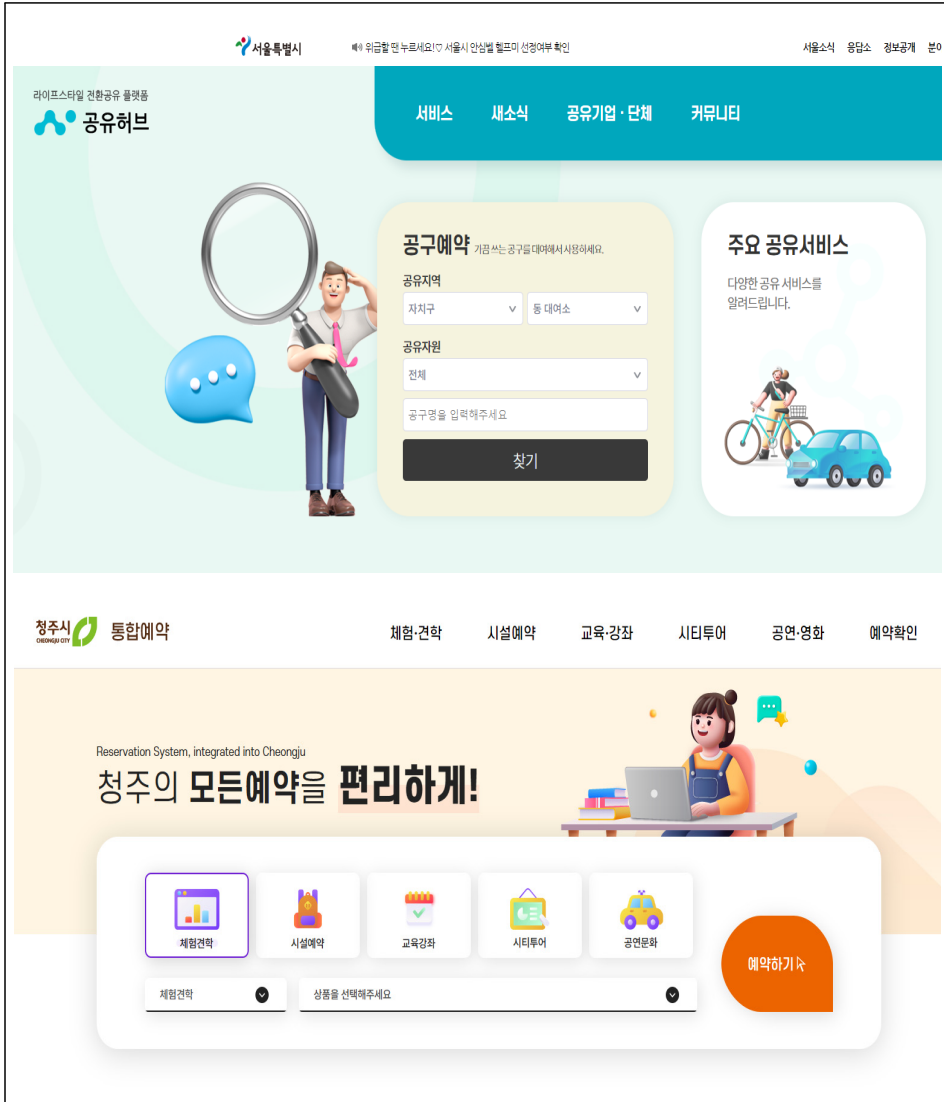 서울특별시
위급할 땐 누르세요!♡ 서울시 안심벨 헬프미 선정여부 확인
서울소식 응답소 정보공개 분야
라이프스타일 전환공유 플랫폼
공유허브
서비스 새소식 공유기업·단체 커뮤니티
공구예약 가끔 쓰는 공구를 대여해서 사용하세요.
공유지역
자치구 동 대여소
공유자원
전체
공구명을 입력해주세요
찾기
주요 공유서비스
다양한 공유 서비스를
알려드립니다.
청주시
CHEONGJU CITY
통합예약
체험·견학 시설예약 교육·강좌 시티투어 공연·영화 예약확인
Reservation System, integrated into Cheongju
청주의 모든예약을 편리하게!
체험견학 시설예약 교육강좌 시티투어 공연문화
체험견학 상품을 선택해주세요
예약하기